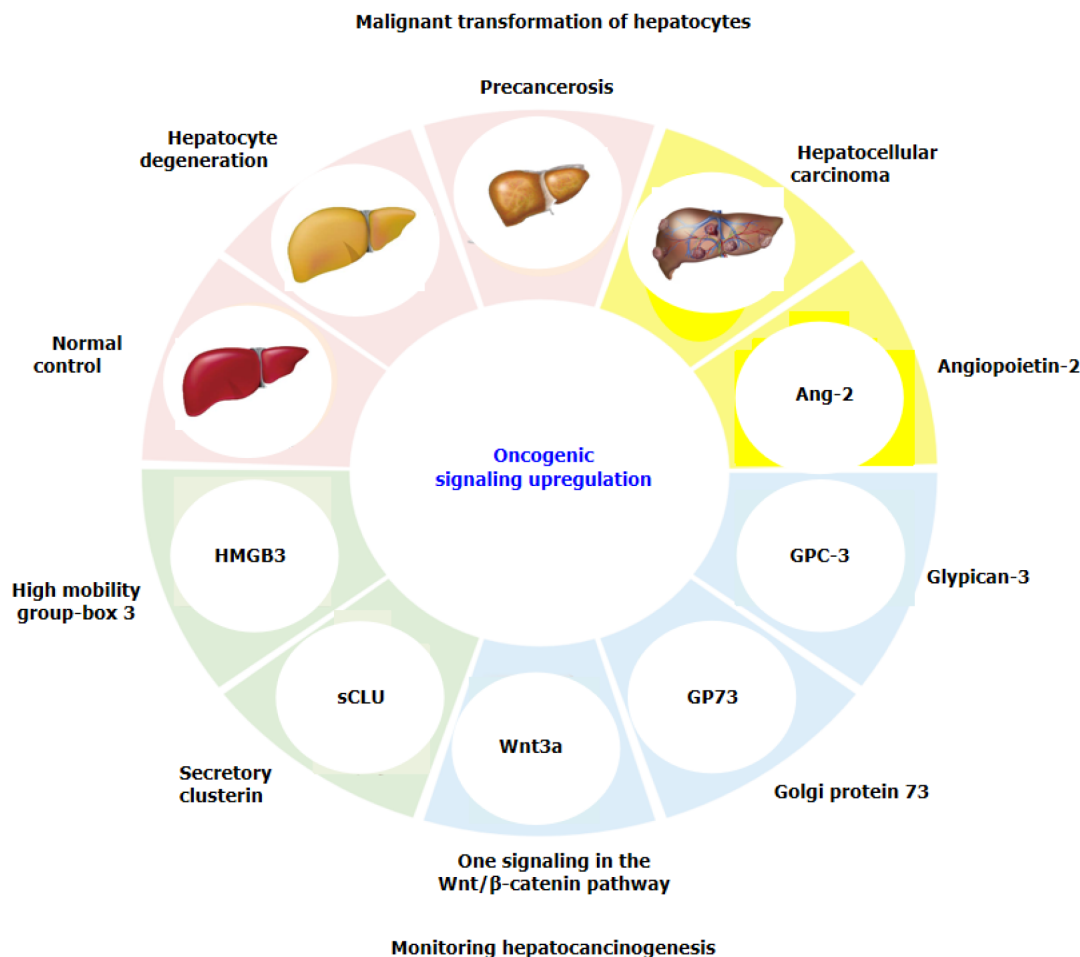 Malignant transformation of hepatocytes
Precancerosis
Hepatocyte
degeneration
Hepatocellular
carcinoma
Normal
control
Angiopoietin-2
Ang-2
Oncogenic
signaling upregulation
HMGB3
GPC-3
High mobility
group-box 3
Glypican-3
sCLU
GP73
Wnt3a
Secretory
clusterin
Golgi protein 73
One signaling in the
Wnt/β-catenin pathway
Monitoring hepatocancinogenesis